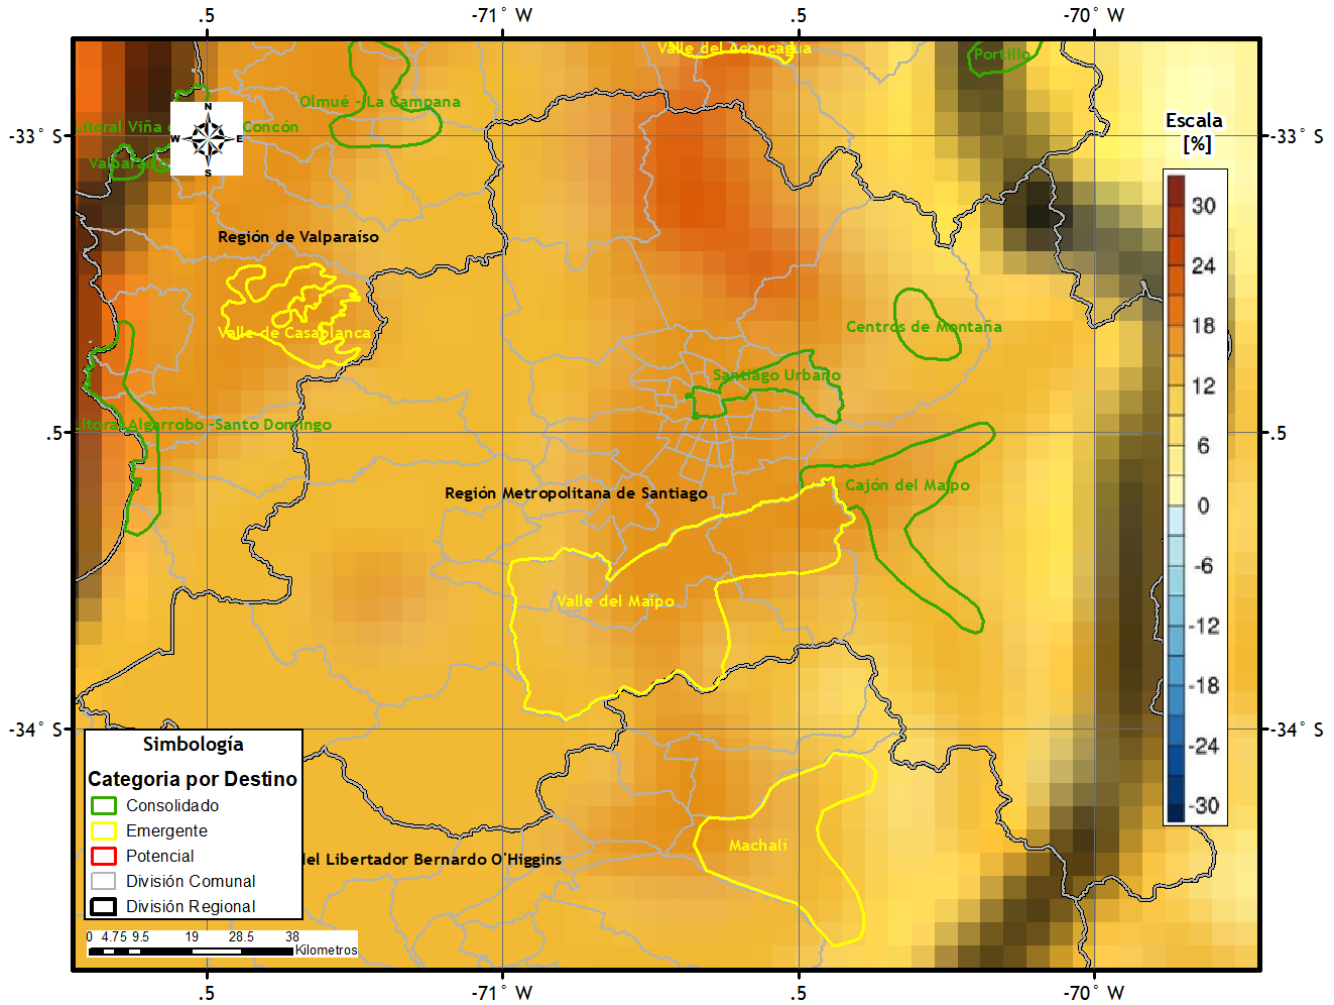 .5 -71° W .5 -70° W
Valle del Aconcagua
Portillo
Olmué - La Campana
-33° S
Litoral Viña Concón
N
W E
S
Escala
[%]
-33° S
30
24
18
12
6
0
-6
-12
-18
-24
-30
Región de Valparaíso
Valle de Casablanca
Centros de Montaña
Santiago Urbano
.5
Litoral Algarrobo -Santo Domingo
.5
Región Metropolitana de Santiago
Cajón del Maipo
Valle del Maipo
-34° S
-34° S
Simbología
Categoria por Destino
Consolidado
Emergente
Potencial
División Comunal
División Regional
Machalí
del Libertador Bernardo O'Higgins
0 4.75 9.5 19 28.5 38
Kilometros
.5 -71° W .5 -70° W